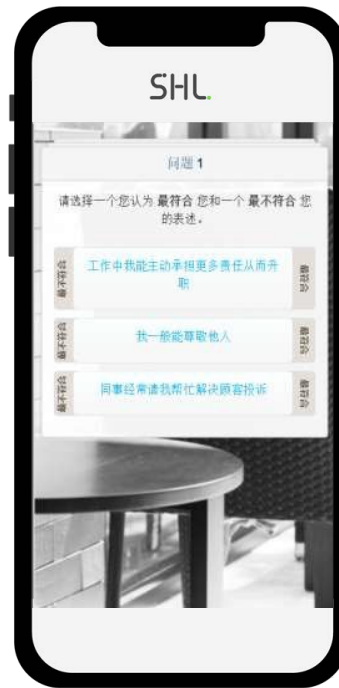 SHL.
问题 1
请选择一个您认为 最符合 您和一个 最不符合 您
的表述。
最不符合
工作中我能主动承担更多责任从而升
职
最符合
最不符合
我一般能尊敬他人
最符合
最不符合
同事经常请我帮忙解决顾客投诉
最符合